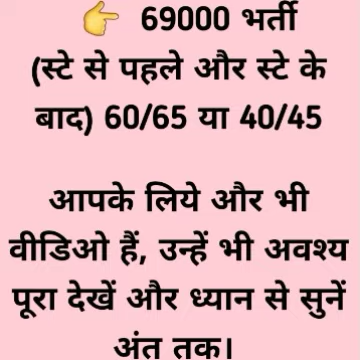 👉 69000 भर्ती
(स्टे से पहले और स्टे के
बाद) 60/65 या 40/45
आपके लिये और भी
वीडिओ हैं, उन्हें भी अवश्य
पूरा देखें और ध्यान से सुनें
अंत तक।